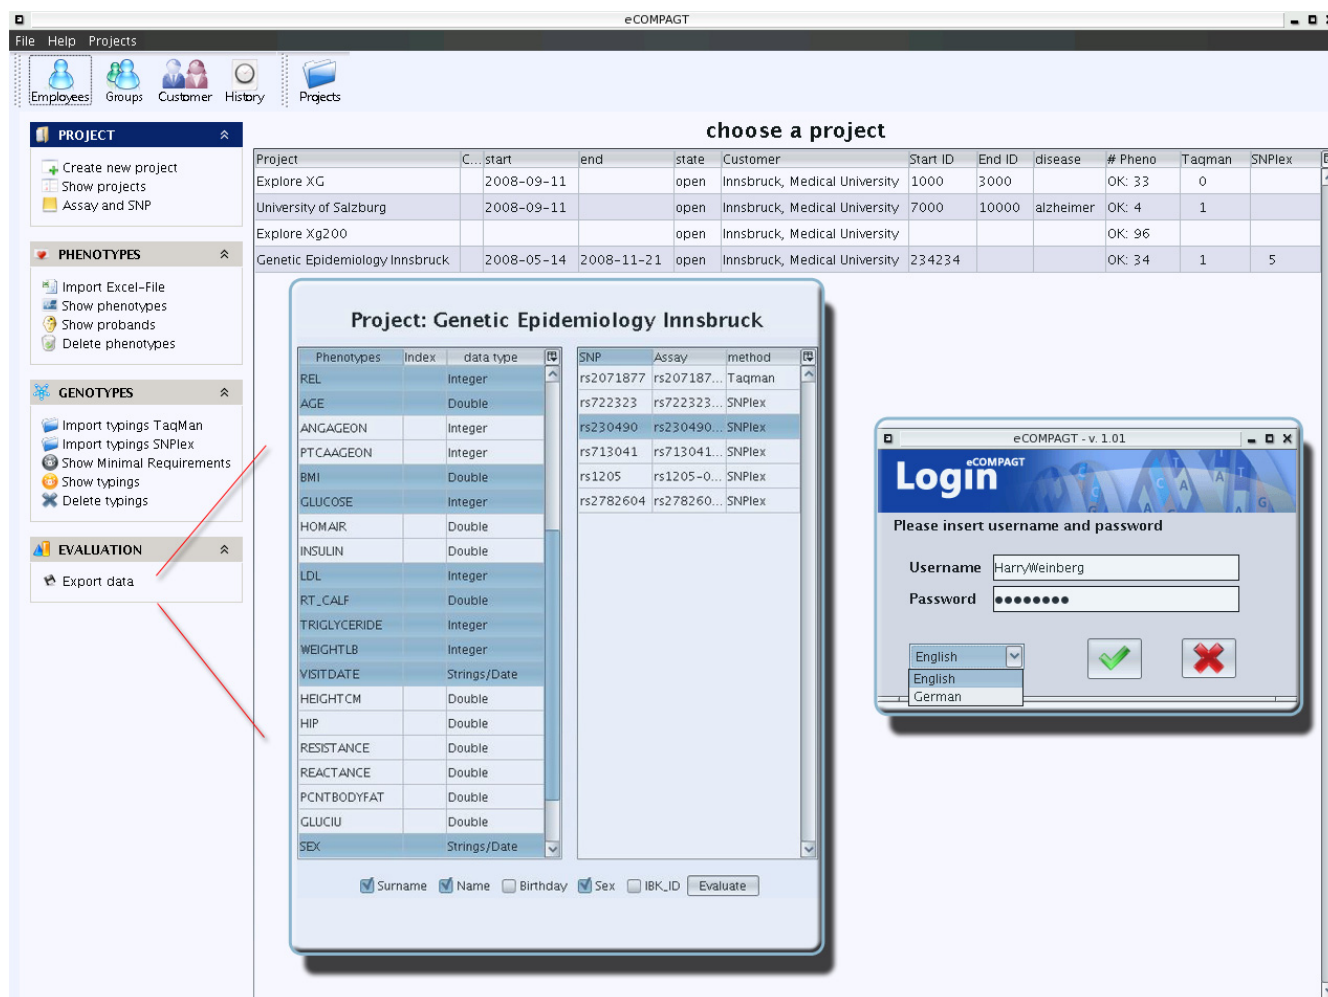 eCOMPAGT
File Help Projects
Employees Groups Customer History Projects
PROJECT
Create new project
Show projects
Assay and SNP
PHENOTYPES
Import Excel-File
Show phenotypes
Show probands
Delete phenotypes
GENOTYPES
Import typings TaqMan
Import typings SNPlex
Show Minimal Requirements
Show typings
Delete typings
EVALUATION
Export data
choose a project
Project C... start end state Customer Start ID End ID disease # Pheno Taqman SNPlex
Explore XG 2008-09-11 open Innsbruck, Medical University 1000 3000 OK: 33 0
University of Salzburg 2008-09-11 open Innsbruck, Medical University 7000 10000 alzheimer OK: 4 1
Explore Xg200 open Innsbruck, Medical University OK: 96
Genetic Epidemiology Innsbruck 2008-05-14 2008-11-21 open Innsbruck, Medical University 234234 OK: 34 1 5
Project: Genetic Epidemiology Innsbruck
Phenotypes Index data type
REL Integer
AGE Double
ANGAGEON Integer
PTCAAGEON Integer
BMI Double
GLUCOSE Integer
HOMAIR Double
INSULIN Double
LDL Integer
RT_CALF Double
TRIGLYCERIDE Integer
WEIGHTLB Integer
VISITDATE Strings/Date
HEIGHTCM Double
HIP Double
RESISTANCE Double
REACTANCE Double
PCNTBODYFAT Double
GLUCIU Double
SEX Strings/Date
SNP Assay method
rs2071877 rs207187... Taqman
rs722323 rs722323... SNPlex
rs230490 rs230490... SNPlex
rs713041 rs713041... SNPlex
rs1205 rs1205-0... SNPlex
rs2782604 rs278260... SNPlex
Surname Name Birthday Sex IBK_ID Evaluate
eCOMPAGT - v. 1.01
eCOMPAGT
Login
Please insert username and password
Username HarryWeinberg
Password ●●●●●●●●
English
English
German